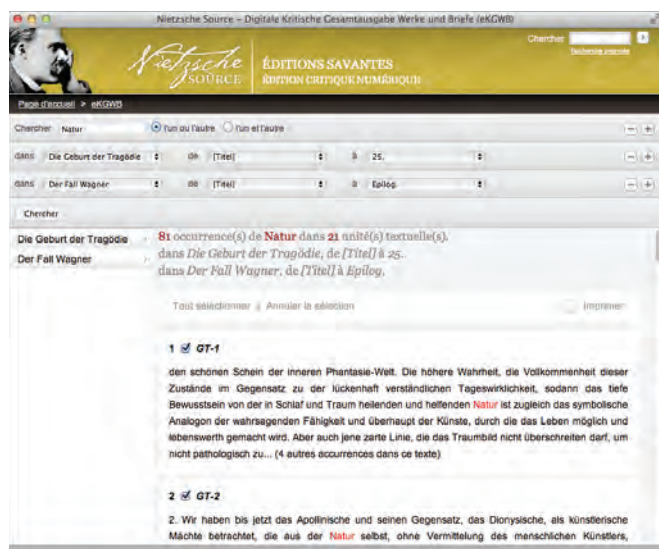 Nietzsche Source – Digitale Kritische Gesamtausgabe Werke und Briefe (eKGWB)
Chercher
Recherche avancée
Nietzsche
SOURCE
ÉDITIONS SAVANTES
ÉDITION CRITIQUE NUMÉRIQUE
Page d'accueil > eKGWB
Chercher Natur l'un ou l'autre l'un et l'autre
dans Die Geburt der Tragödie de [Titel] à 25.
dans Der Fall Wagner de [Titel] à Epilog.
Chercher
Die Geburt der Tragödie
Der Fall Wagner
81 occurrence(s) de Natur dans 21 unité(s) textuelle(s).
dans Die Geburt der Tragödie, de [Titel] à 25.
dans Der Fall Wagner, de [Titel] à Epilog.
Tout sélectionner | Annuler la sélection Imprimer
1 GT-1
den schönen Schein der inneren Phantasie-Welt. Die höhere Wahrheit, die Vollkommenheit dieser
Zustände im Gegensatz zu der lückenhaft verständlichen Tageswirklichkeit, sodann das tiefe
Bewusstsein von der in Schlaf und Traum heilenden und helfenden Natur ist zugleich das symbolische
Analogon der wahrsagenden Fähigkeit und überhaupt der Künste, durch die das Leben möglich und
lebenswerth gemacht wird. Aber auch jene zarte Linie, die das Traumbild nicht überschreiten darf, um
nicht pathologisch zu... (4 autres occurrences dans ce texte)
2 GT-2
2. Wir haben bis jetzt das Apollinische und seinen Gegensatz, das Dionysische, als künstlerische
Mächte betrachtet, die aus der Natur selbst, ohne Vermittelung des menschlichen Künstlers,